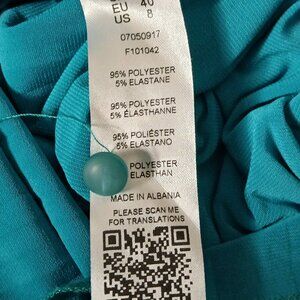 EU 40
US 8
07050917
F101042
95% POLYESTER
5% ELASTANE
95% POLYESTER
5% ÉLASTHANNE
95% POLIÉSTER
5% ELASTANO
POLYESTER
ELASTHAN
MADE IN ALBANIA
PLEASE SCAN ME
FOR TRANSPARENCY